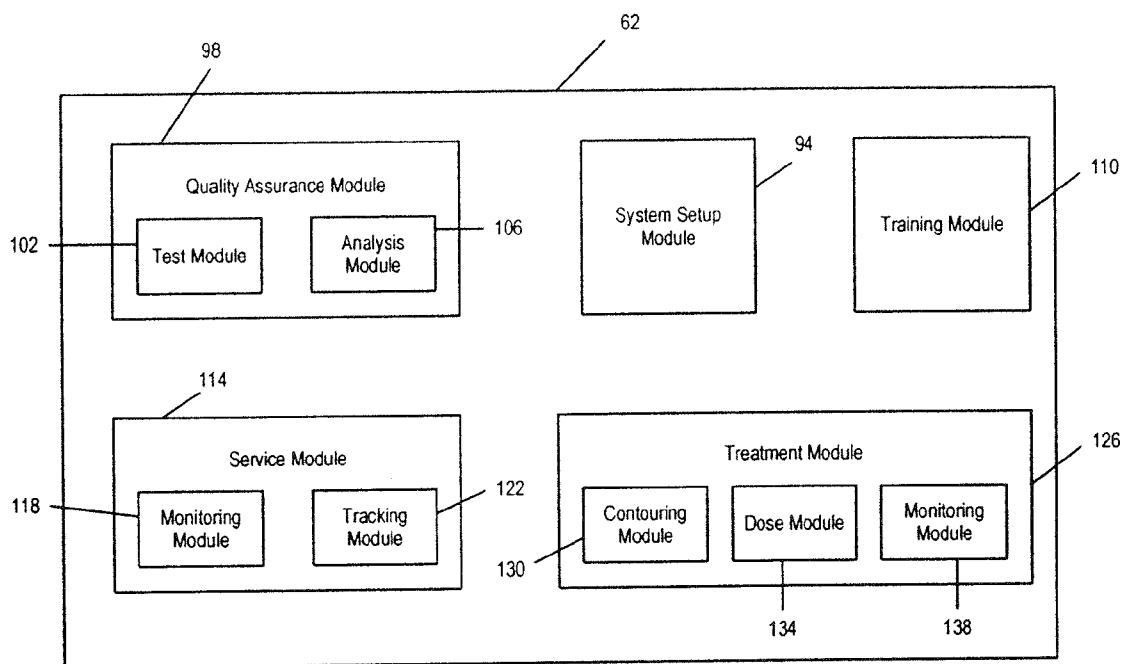 62
98
Quality Assurance Module
102
Test Module
Analysis
Module
106
System Setup
Module
94
Training Module
110
114
Service Module
118
Monitoring
Module
Tracking
Module
122
Treatment Module
126
Contouring
Module
130
Dose Module
134
Monitoring
Module
138